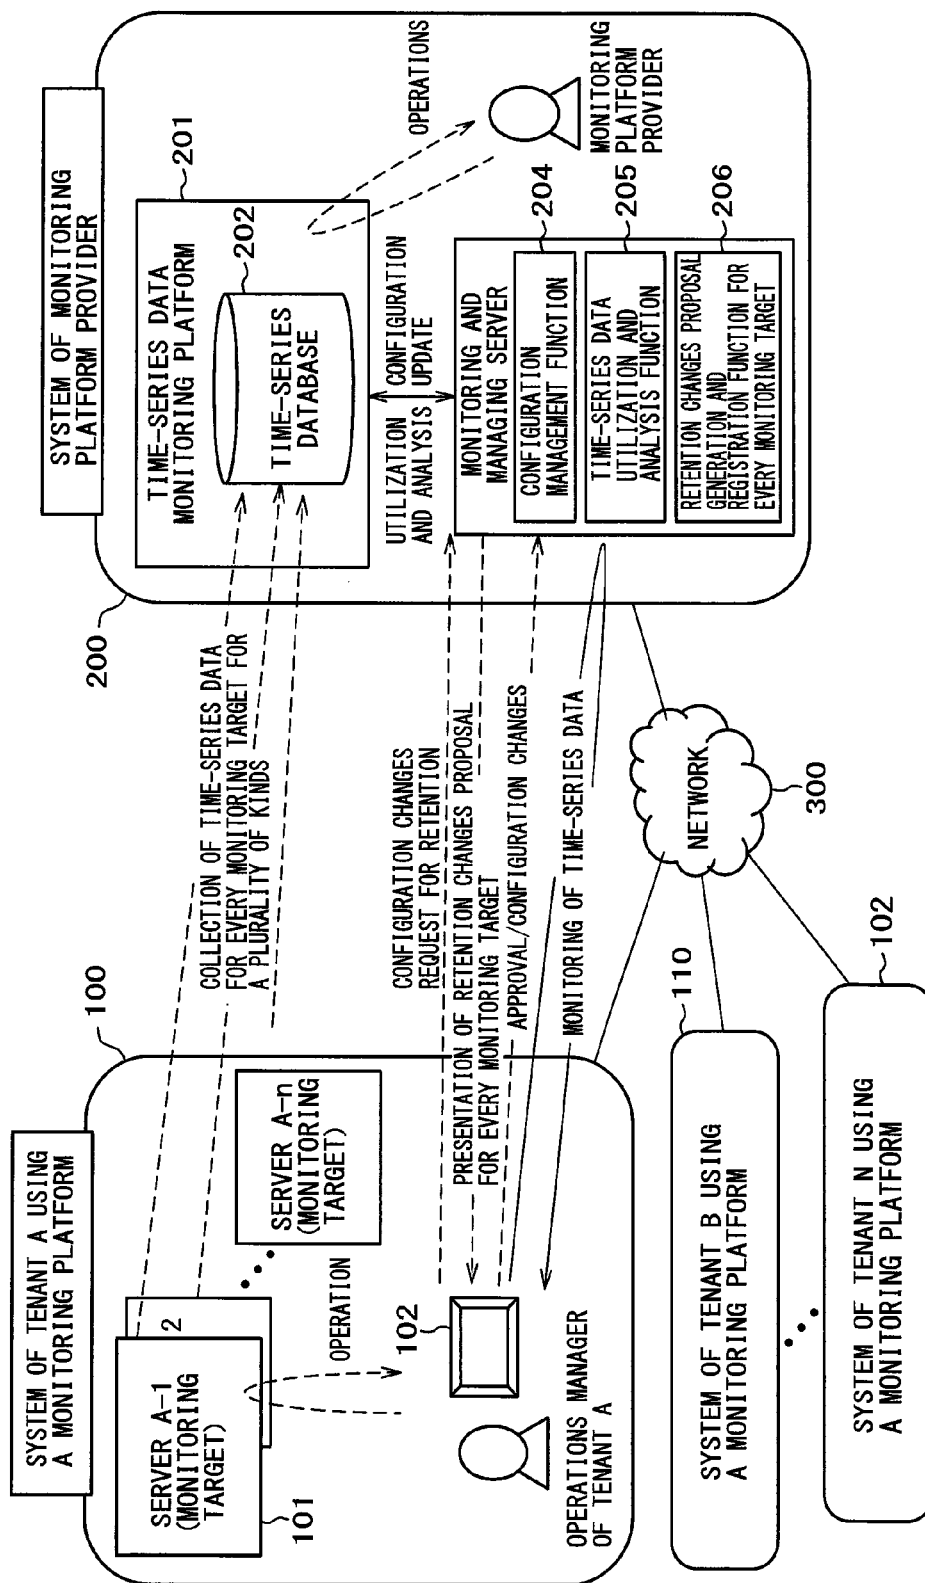 SYSTEM OF TENANT A USING
A MONITORING PLATFORM
100
SERVER A-1
(MONITORING
TARGET)
2
101
SERVER A-n
(MONITORING
TARGET)
OPERATION
102
OPERATIONS MANAGER
OF TENANT A
COLLECTION OF TIME-SERIES DATA
FOR EVERY MONITORING TARGET FOR
A PLURALITY OF KINDS
CONFIGURATION CHANGES
REQUEST FOR RETENTION
PRESENTATION OF RETENTION CHANGES PROPOSAL
FOR EVERY MONITORING TARGET
APPROVAL/CONFIGURATION CHANGES
MONITORING OF TIME-SERIES DATA
SYSTEM OF MONITORING
PLATFORM PROVIDER
200
TIME-SERIES DATA
MONITORING PLATFORM
201
202
TIME-SERIES
DATABASE
OPERATIONS
UTILIZATION
AND ANALYSIS
CONFIGURATION
UPDATE
MONITORING
PLATFORM
PROVIDER
MONITORING AND
MANAGING SERVER
CONFIGURATION
MANAGEMENT FUNCTION
204
TIME-SERIES DATA
UTILIZATION AND
ANALYSIS FUNCTION
205
RETENTION CHANGES PROPOSAL
GENERATION AND
REGISTRATION FUNCTION FOR
EVERY MONITORING TARGET
206
NETWORK
300
110
SYSTEM OF TENANT B USING
A MONITORING PLATFORM
102
SYSTEM OF TENANT N USING
A MONITORING PLATFORM